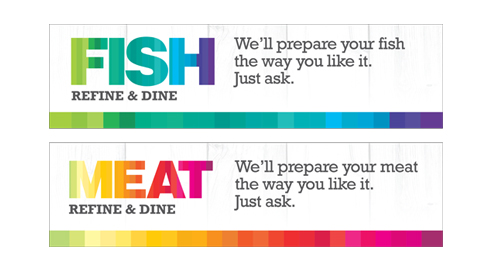 FISH
REFINE & DINE
We'll prepare your fish
the way you like it.
Just ask.
MEAT
REFINE & DINE
We'll prepare your meat
the way you like it.
Just ask.